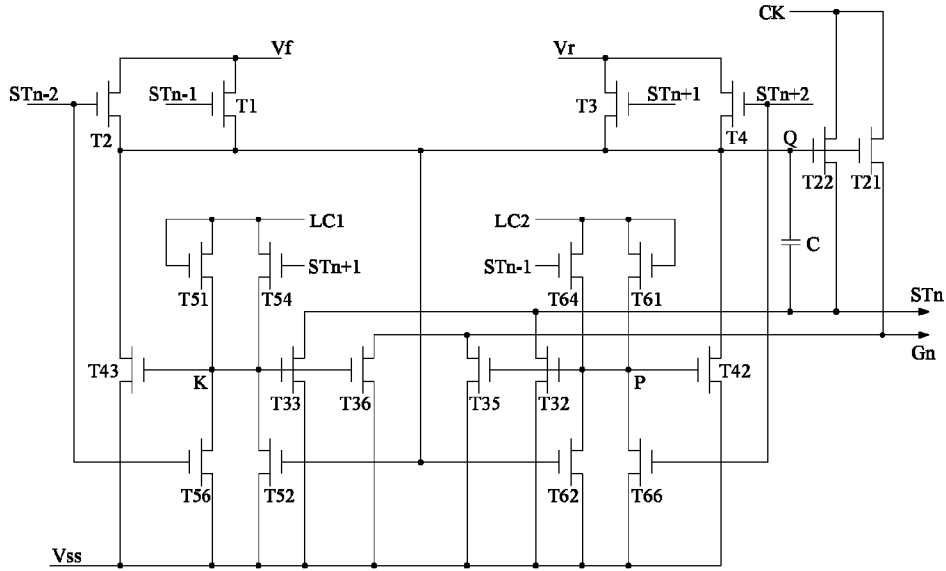 CK
Vf
Vr
STn-2
STn-1
T1
T3
STn+1
STn+2
T2
T4
Q
T22
T21
LC1
LC2
C
STn+1
STn-1
T51
T54
T64
T61
STn
Gn
T43
K
T33
T36
T35
T32
P
T42
T56
T52
T62
T66
Vss